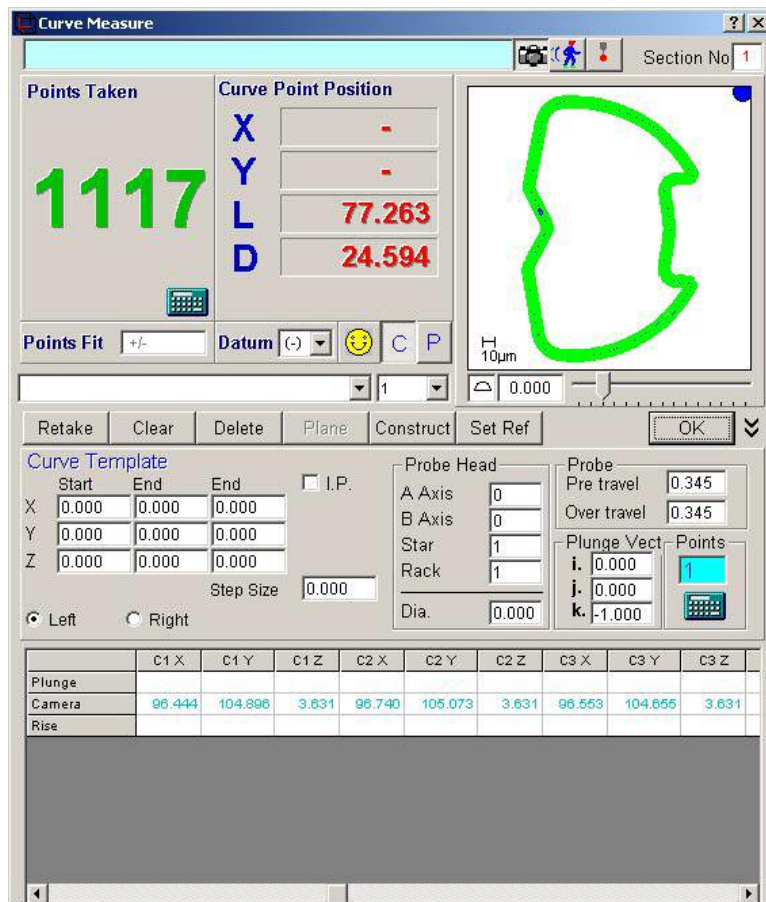 Curve Measure
Section No 1
Points Taken
1117
Curve Point Position
X -
Y -
L 77.263
D 24.594
10µm
Points Fit +/-
Datum (-) C P
1
0.000
Retake Clear Delete Plane Construct Set Ref OK
Curve Template
Start End End I.P.
X 0.000 0.000 0.000
Y 0.000 0.000 0.000
Z 0.000 0.000 0.000
Step Size 0.000
Left Right
Probe Head
A Axis 0
B Axis 0
Star 1
Rack 1
Dia. 0.000
Probe
Pre travel 0.345
Over travel 0.345
Plunge Vect
i. 0.000
j. 0.000
k. -1.000
Points
1
C1 X C1 Y C1 Z C2 X C2 Y C2 Z C3 X C3 Y C3 Z
Plunge
Camera 96.444 104.896 3.631 96.740 105.073 3.631 96.553 104.655 3.631
Rise